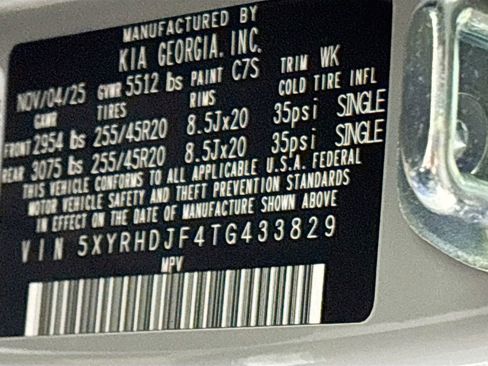 MANUFACTURED BY
KIA GEORGIA, INC.
NOV/04/25 GVWR 5512 lbs PAINT C7S TRIM WK
GAWR TIRES RIMS COLD TIRE INFL
FRONT 2954 lbs 255/45R20 8.5Jx20 35psi SINGLE
REAR 3075 lbs 255/45R20 8.5Jx20 35psi SINGLE
THIS VEHICLE CONFORMS TO ALL APPLICABLE U.S.A. FEDERAL
MOTOR VEHICLE SAFETY AND THEFT PREVENTION STANDARDS
IN EFFECT ON THE DATE OF MANUFACTURE SHOWN ABOVE
VIN 5XYRHDJF4TG433829
MPV